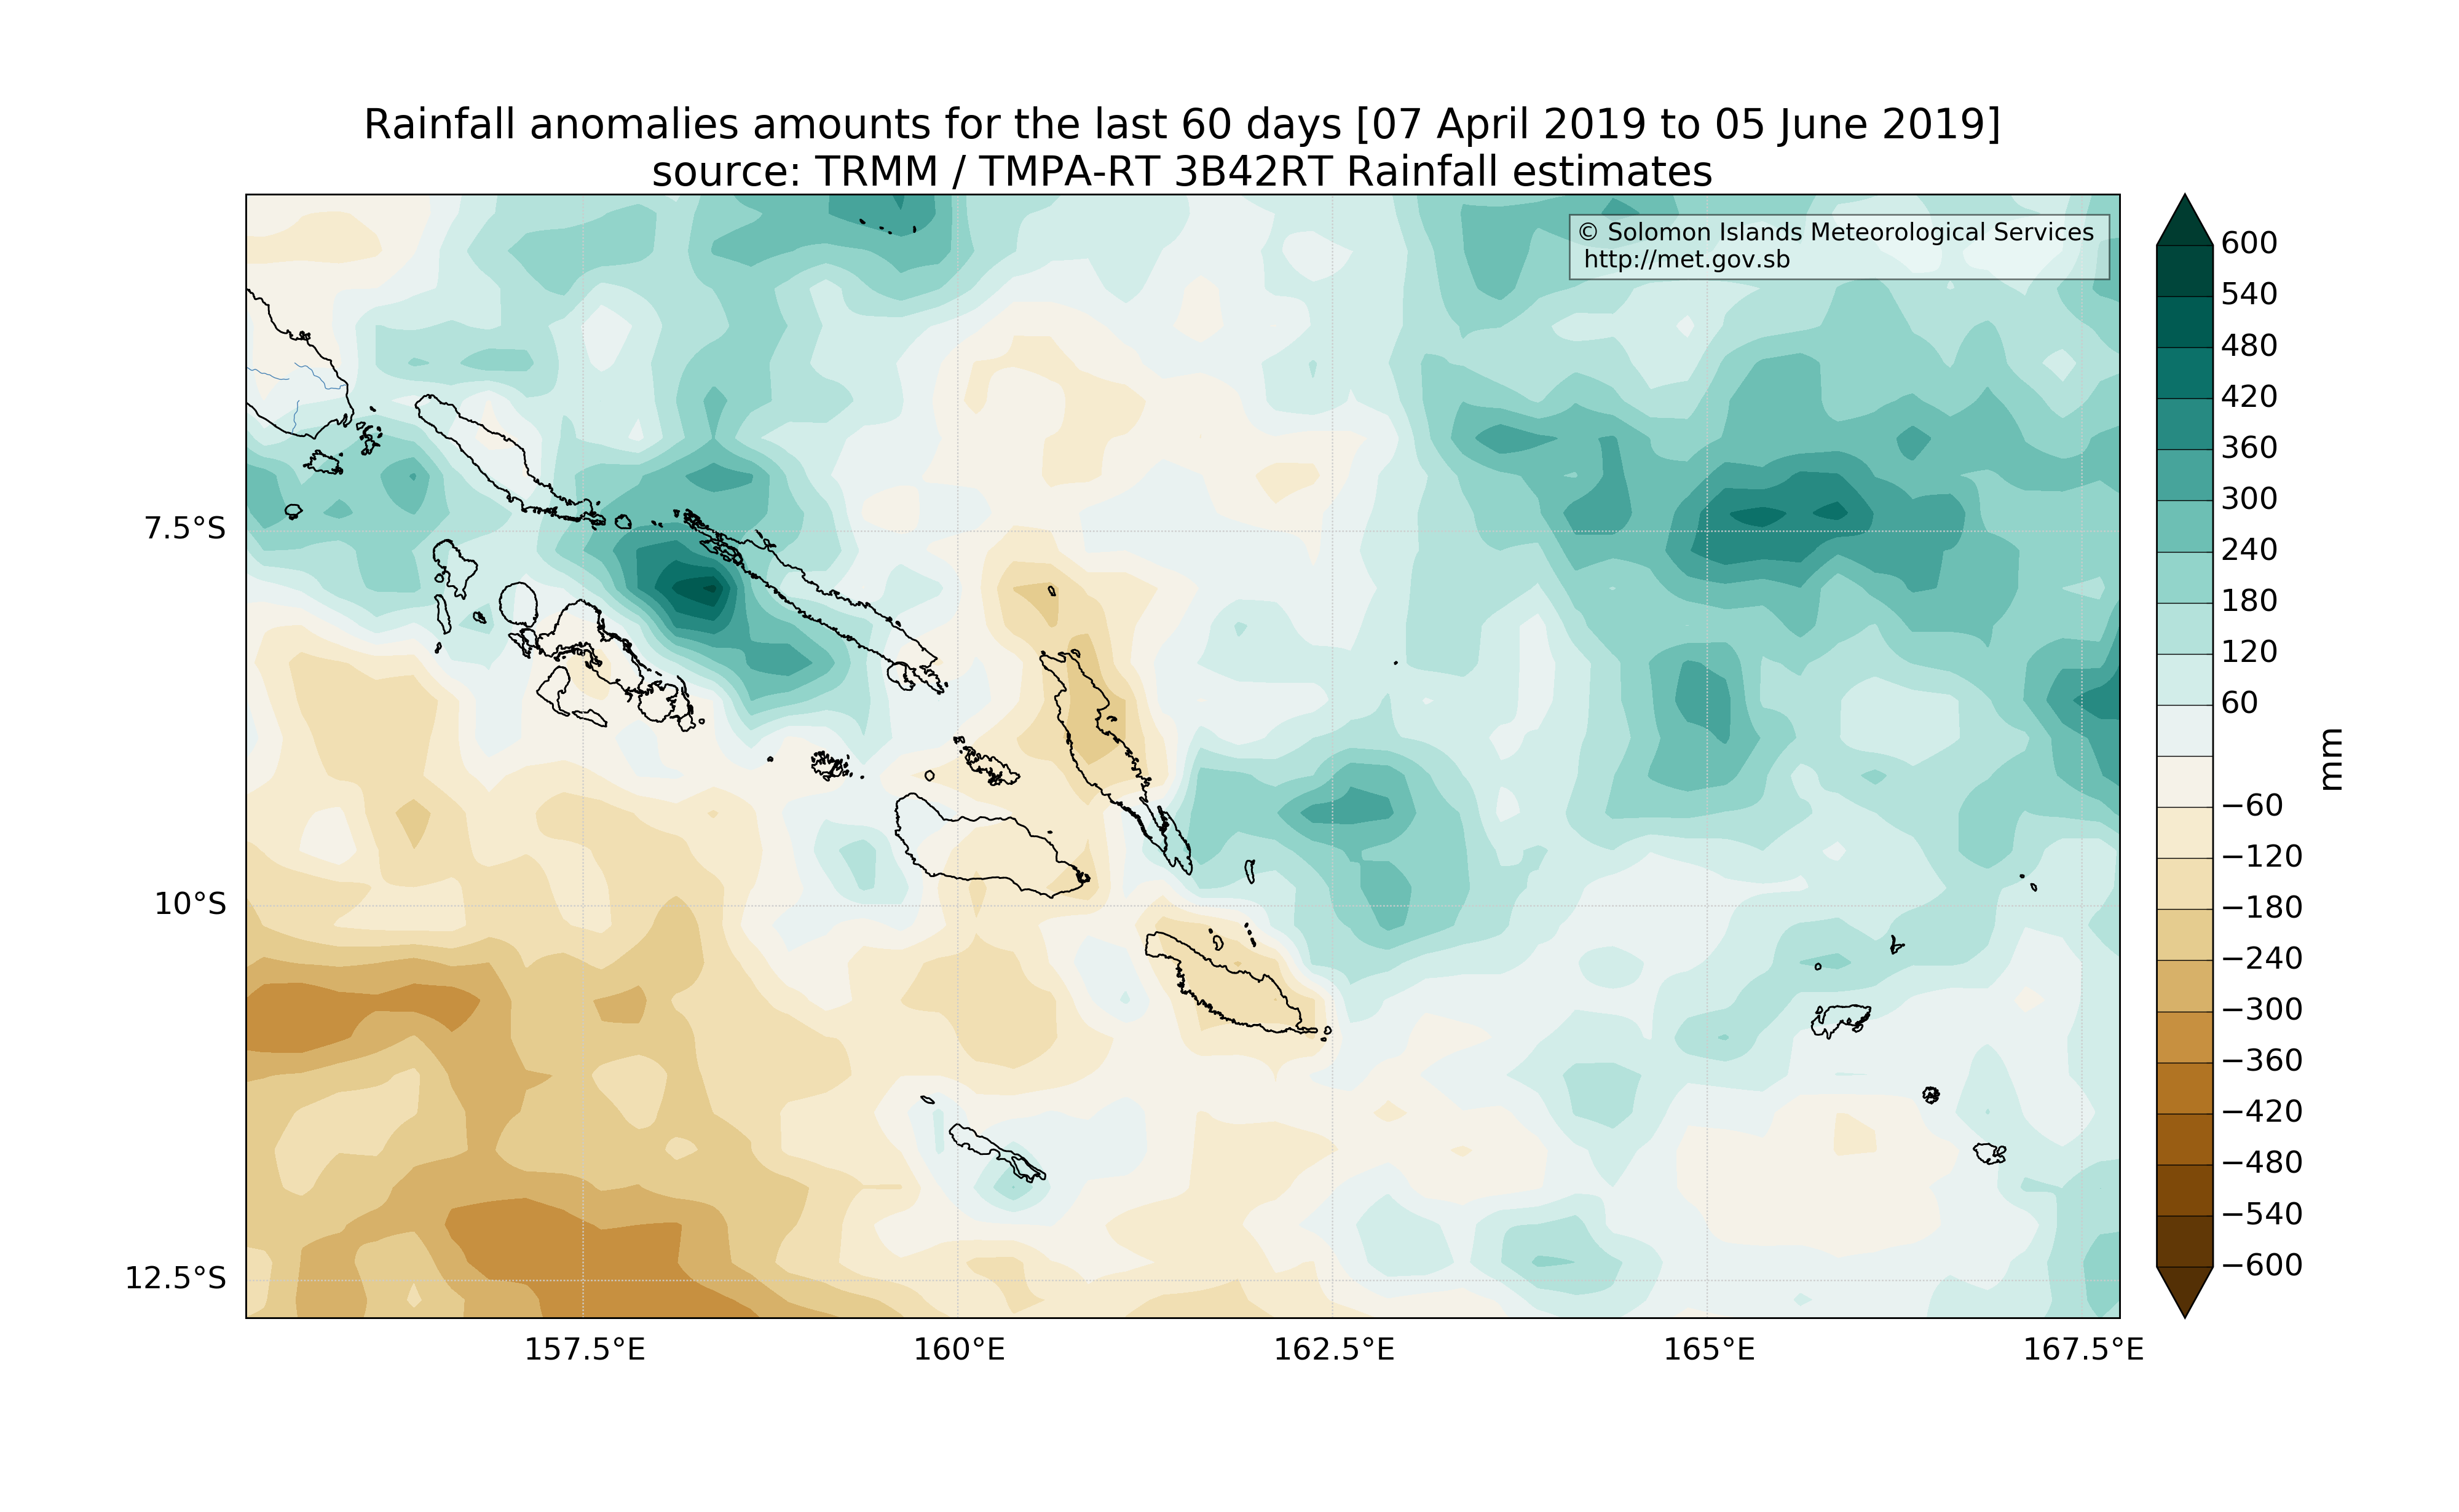 Rainfall anomalies amounts for the last 60 days [07 April 2019 to 05 June 2019]
source: TRMM / TMPA-RT 3B42RT Rainfall estimates
© Solomon Islands Meteorological Services
http://met.gov.sb
7.5°S
10°S
12.5°S
157.5°E
160°E
162.5°E
165°E
167.5°E
600
540
480
420
360
300
240
180
120
60
−60
−120
−180
−240
−300
−360
−420
−480
−540
−600
mm